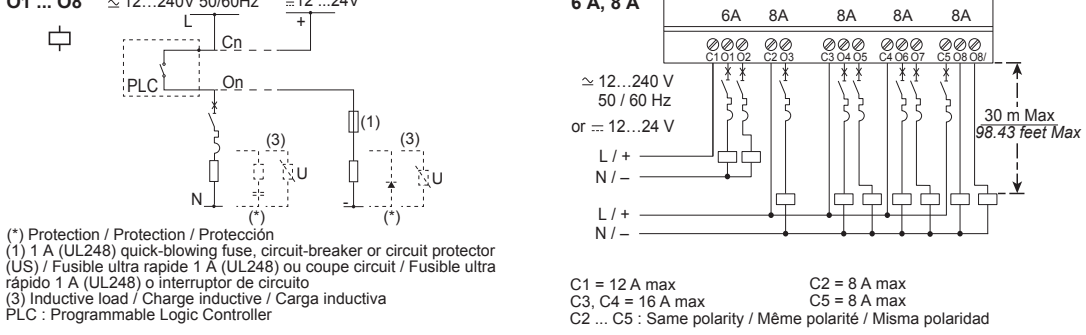 O1 ... O8
≃ 12...240V 50/60Hz
⎓12 ...24V
L
+
Cn
PLC
On
(1)
(3)
(3)
U
U
N
-
(*)
(*)
(*) Protection / Protection / Protección
(1) 1 A (UL248) quick-blowing fuse, circuit-breaker or circuit protector
(US) / Fusible ultra rapide 1 A (UL248) ou coupe circuit / Fusible ultra
rápido 1 A (UL248) o interruptor de circuito
(3) Inductive load / Charge inductive / Carga inductiva
PLC : Programmable Logic Controller
6 A, 8 A
6A 8A 8A 8A 8A
C1 O1 O2 C2 O3 C3 O4 O5 C4 O6 O7 C5 O8 O8/
≃ 12...240 V
50 / 60 Hz
or ⎓ 12...24 V
30 m Max
98.43 feet Max
L / +
N / –
L / +
N / –
C1 = 12 A max C2 = 8 A max
C3, C4 = 16 A max C5 = 8 A max
C2 ... C5 : Same polarity / Même polarité / Misma polaridad